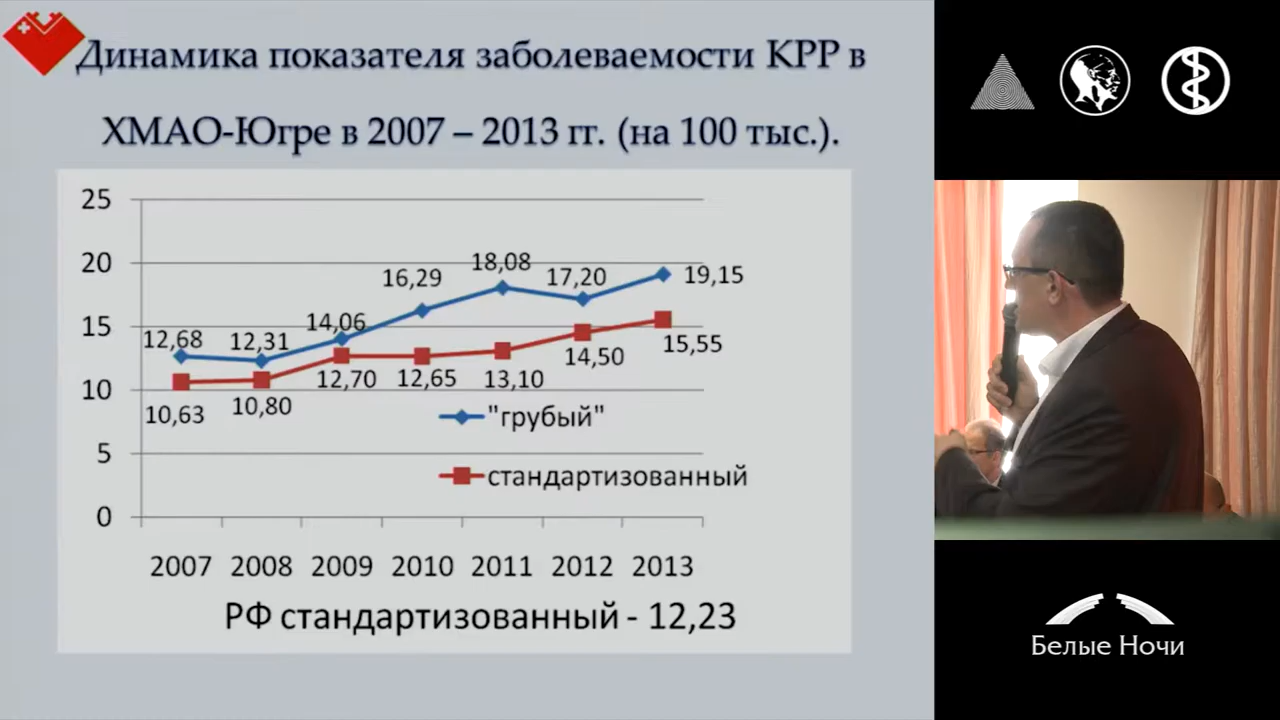 Динамика показателя заболеваемости КРР в
ХМАО-Югре в 2007 – 2013 гг. (на 100 тыс.).
25
20
15
10
5
0
12,68
12,31
14,06
16,29
18,08
17,20
19,15
10,63
10,80
12,70
12,65
13,10
14,50
15,55
"грубый"
стандартизованный
2007 2008 2009 2010 2011 2012 2013
РФ стандартизованный - 12,23
Белые Ночи